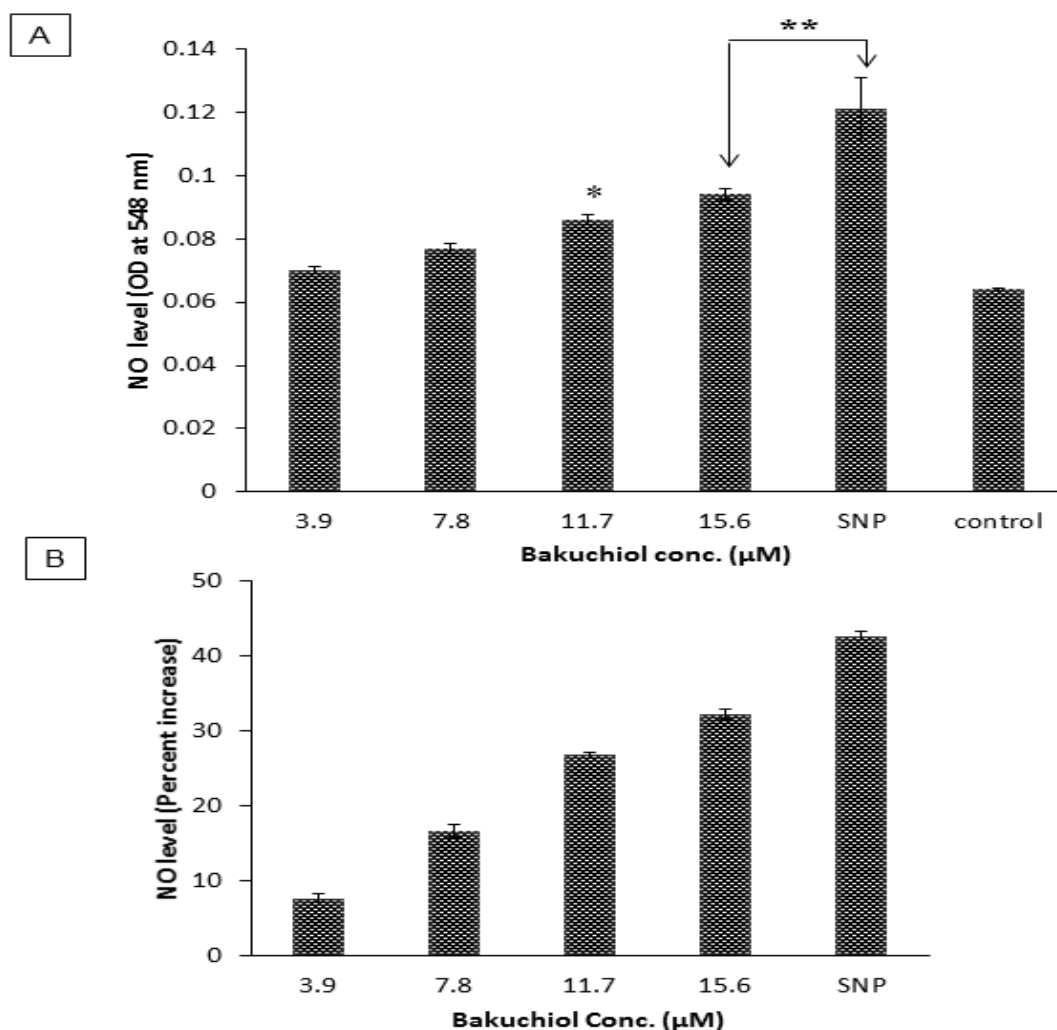 A
**
0.14
0.12
0.1
0.08
0.06
0.04
0.02
0
NO level (OD at 548 nm)
*
3.9 7.8 11.7 15.6 SNP control
Bakuchiol conc. (µM)
B
50
40
30
20
10
0
NO level (Percent increase)
3.9 7.8 11.7 15.6 SNP
Bakuchiol Conc. (µM)